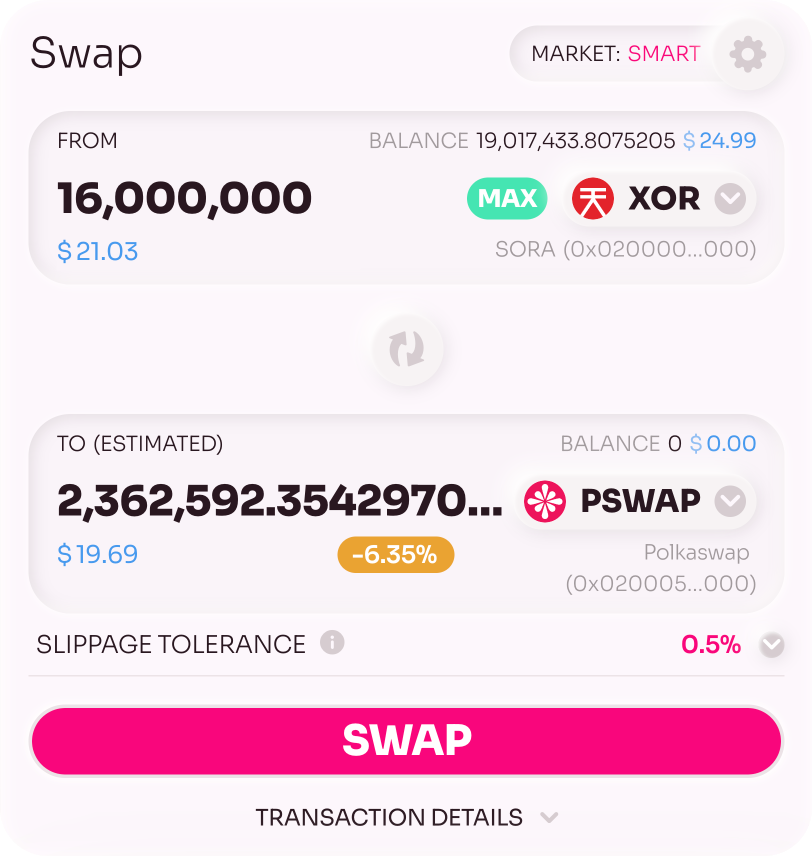 Swap
MARKET: SMART
FROM
BALANCE 19,017,433.8075205 $ 24.99
16,000,000
MAX
天 XOR
$ 21.03
SORA (0x020000...000)
TO (ESTIMATED)
BALANCE 0 $ 0.00
2,362,592.3542970...
PSWAP
$ 19.69
-6.35%
Polkaswap
(0x020005...000)
SLIPPAGE TOLERANCE i
0.5%
SWAP
TRANSACTION DETAILS